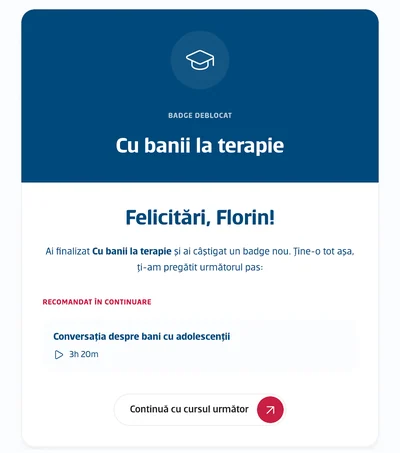 BADGE DEBLOCAT
Cu banii la terapie
Felicitări, Florin!
Ai finalizat Cu banii la terapie și ai câștigat un badge nou. Ține-o tot așa,
ți-am pregătit următorul pas:
RECOMANDAT ÎN CONTINUARE
Conversația despre bani cu adolescenții
3h 20m
Continuă cu cursul următor